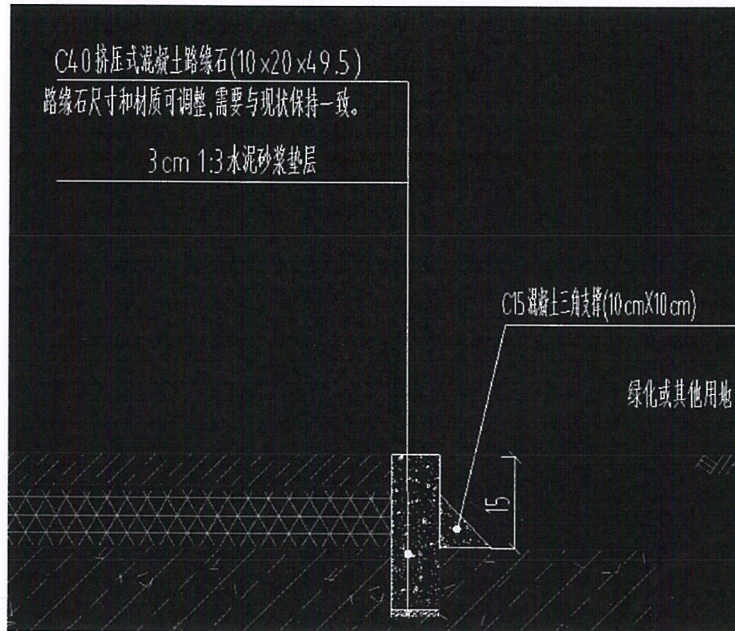 C40挤压式混凝土路缘石(10x20x49.5)
路缘石尺寸和材质可调整,需要与现状保持一致。
3cm 1:3水泥砂浆垫层
C15混凝土三角支撑(10cmX10cm)
绿化或其他用地
15